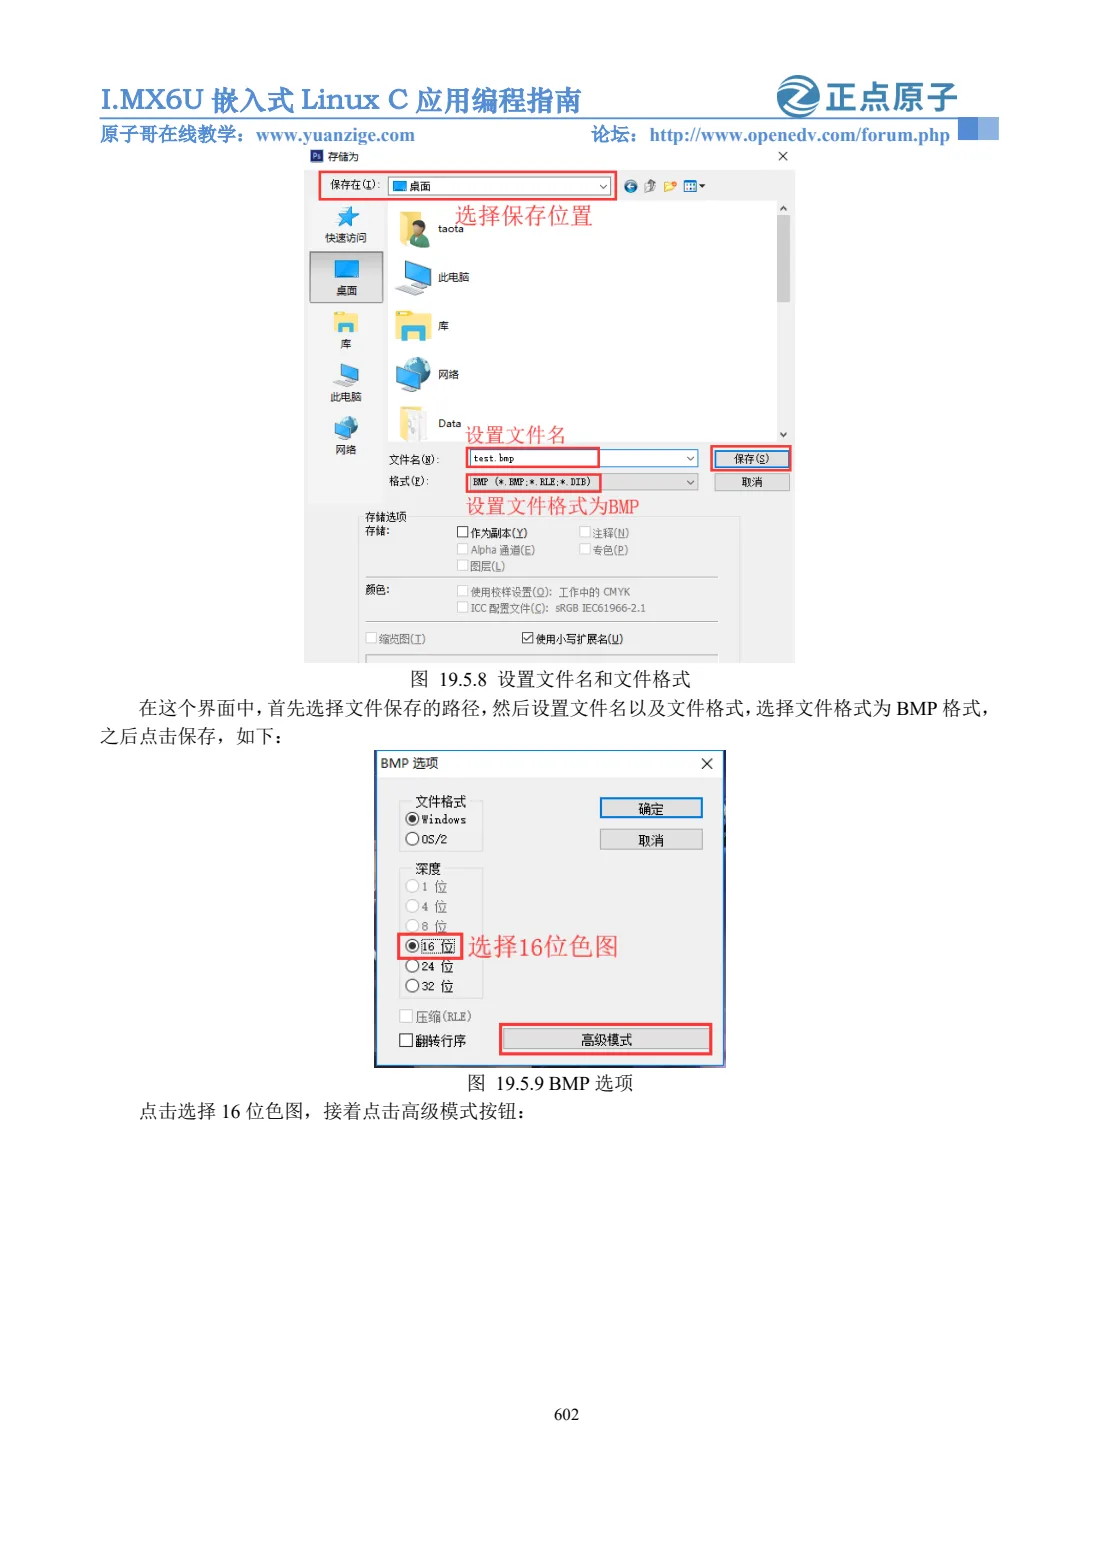 I.MX6U 嵌入式 Linux C 应用编程指南
正点原子
原子哥在线教学：www.yuanzige.com 论坛：http://www.openedv.com/forum.php
Ps 存储为
保存在(I): 桌面
选择保存位置
快速访问
taota
桌面
此电脑
库
库
此电脑
网络
网络
Data
设置文件名
文件名(N): test.bmp 保存(S)
格式(F): BMP (*.BMP;*.RLE;*.DIB) 取消
设置文件格式为BMP
存储选项
存储: 作为副本(Y) 注释(N)
Alpha 通道(E) 专色(P)
图层(L)
颜色: 使用校样设置(O): 工作中的 CMYK
ICC 配置文件(C): sRGB IEC61966-2.1
缩览图(T) 使用小写扩展名(U)
图 19.5.8 设置文件名和文件格式
在这个界面中，首先选择文件保存的路径，然后设置文件名以及文件格式，选择文件格式为 BMP 格式，
之后点击保存，如下：
BMP 选项
文件格式
Windows
OS/2
确定
取消
深度
1 位
4 位
8 位
16 位 选择16位色图
24 位
32 位
压缩(RLE)
翻转行序 高级模式
图 19.5.9 BMP 选项
点击选择 16 位色图，接着点击高级模式按钮：
602